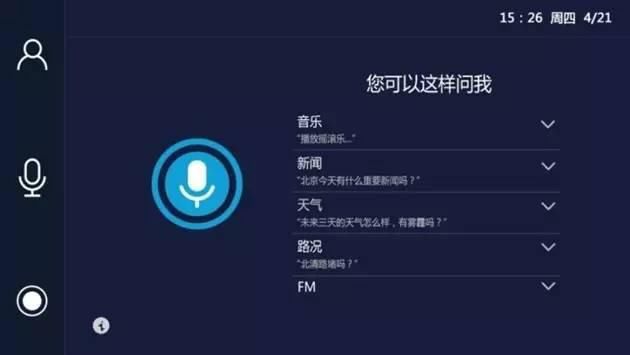 15：26 周四 4/21
您可以这样问我
音乐
"播放摇滚乐..."
新闻
"北京今天有什么重要新闻吗？"
天气
"未来三天的天气怎么样，有雾霾吗？"
路况
"北清路堵吗？"
FM
i